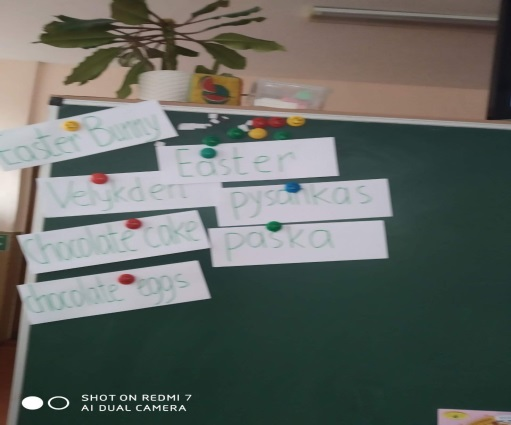 Easter Bunny
Easter
Velykden
pysankas
chocolate cake
paska
chocolate eggs
SHOT ON REDMI 7
AI DUAL CAMERA